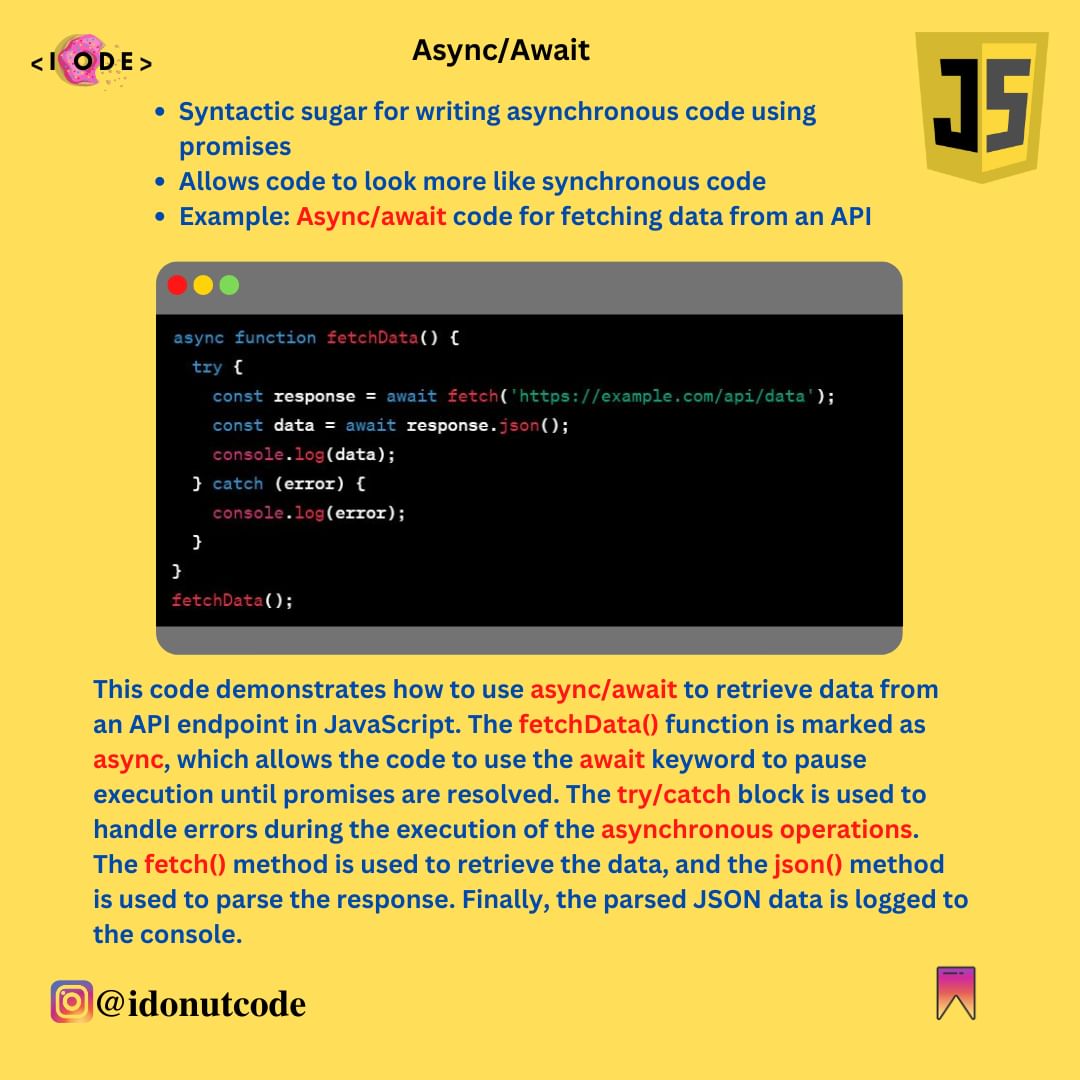 <I ODE>
Async/Await
JS
• Syntactic sugar for writing asynchronous code using
promises
• Allows code to look more like synchronous code
• Example: Async/await code for fetching data from an API
async function fetchData() {
  try {
    const response = await fetch('https://example.com/api/data');
    const data = await response.json();
    console.log(data);
  } catch (error) {
    console.log(error);
  }
}
fetchData();
This code demonstrates how to use async/await to retrieve data from
an API endpoint in JavaScript. The fetchData() function is marked as
async, which allows the code to use the await keyword to pause
execution until promises are resolved. The try/catch block is used to
handle errors during the execution of the asynchronous operations.
The fetch() method is used to retrieve the data, and the json() method
is used to parse the response. Finally, the parsed JSON data is logged to
the console.
@idonutcode